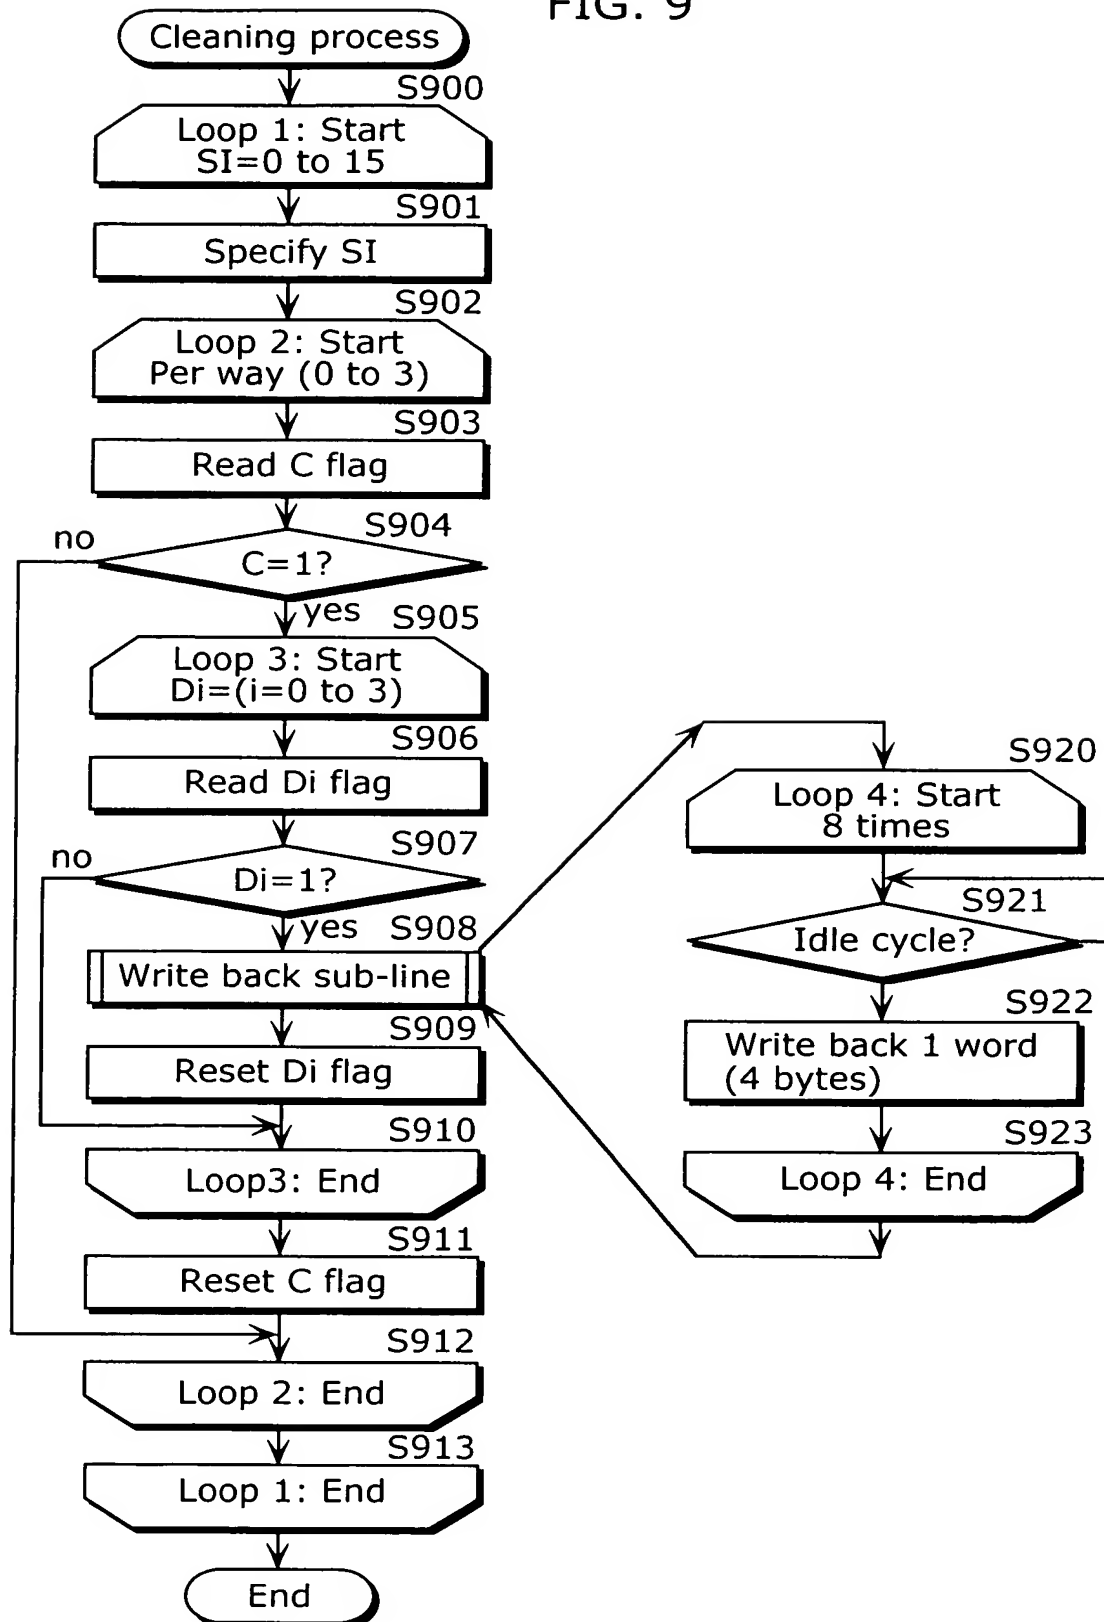 FIG. 9
Cleaning process
S900
Loop 1: Start
SI=0 to 15
S901
Specify SI
S902
Loop 2: Start
Per way (0 to 3)
S903
Read C flag
S904
no
C=1?
yes
S905
Loop 3: Start
Di=(i=0 to 3)
S906
Read Di flag
S907
no
Di=1?
yes
S908
Write back sub-line
S909
Reset Di flag
S910
Loop3: End
S911
Reset C flag
S912
Loop 2: End
S913
Loop 1: End
End
S920
Loop 4: Start
8 times
S921
Idle cycle?
S922
Write back 1 word
(4 bytes)
S923
Loop 4: End